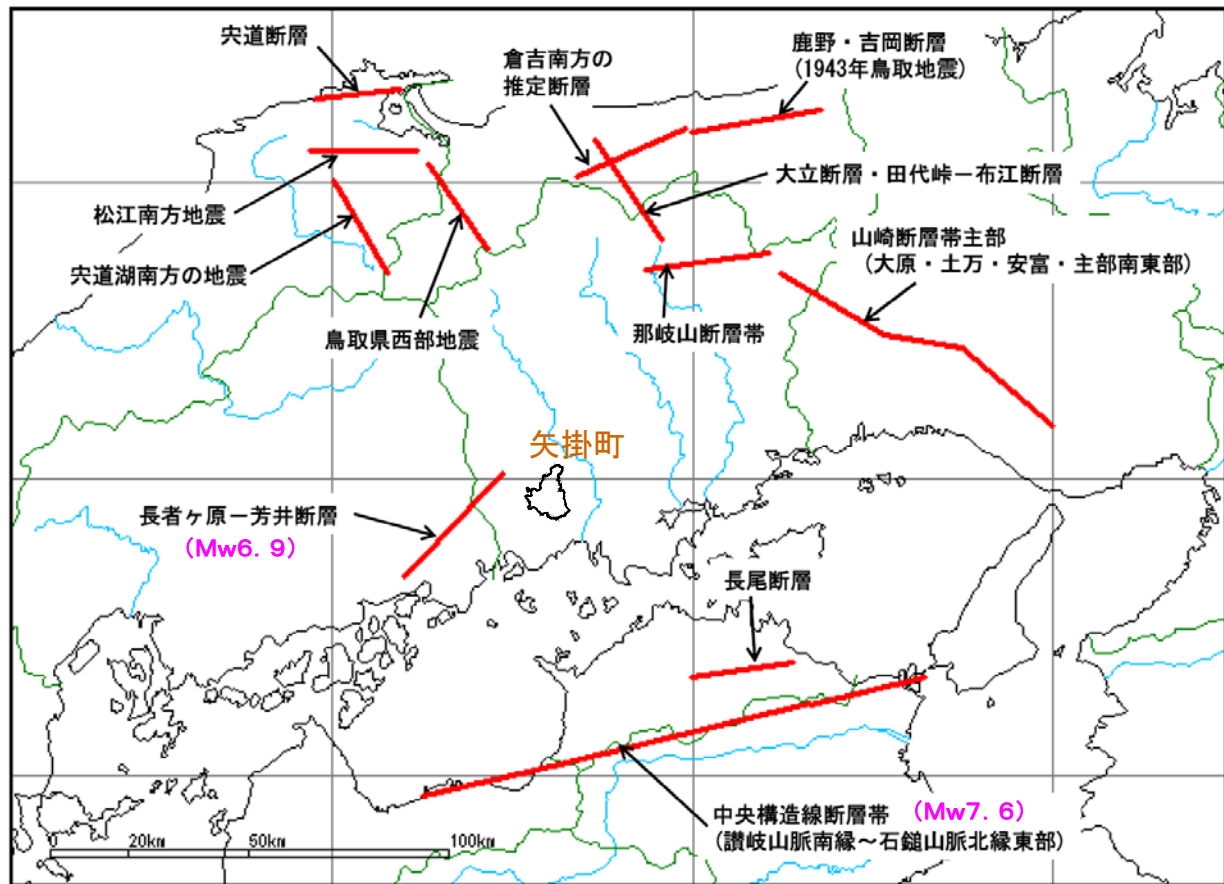 宍道断層
倉吉南方の
推定断層
鹿野・吉岡断層
(1943年鳥取地震)
松江南方地震
大立断層・田代峠－布江断層
宍道湖南方の地震
山崎断層帯主部
(大原・土万・安富・主部南東部)
鳥取県西部地震
那岐山断層帯
矢掛町
長者ヶ原－芳井断層
(Mw6. 9)
長尾断層
中央構造線断層帯 (Mw7. 6)
(讃岐山脈南縁～石鎚山脈北縁東部)
0 20km 50km 100km